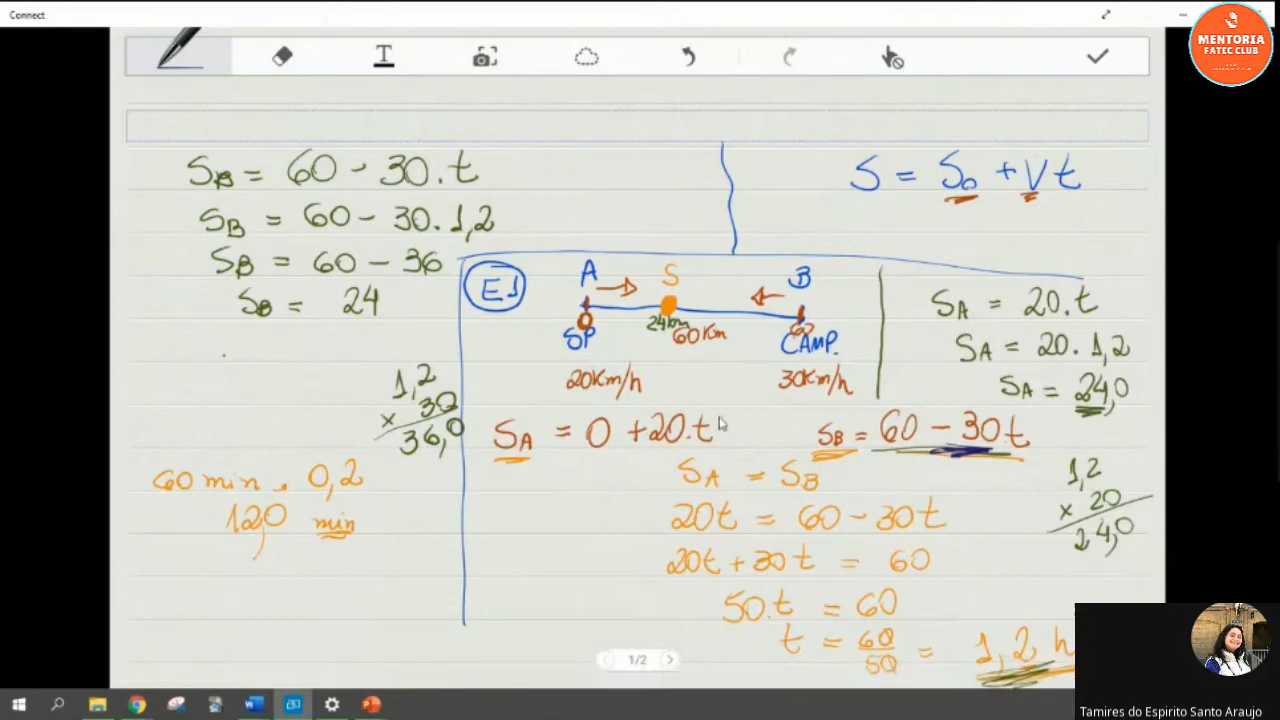 Connect
MENTORIA
FATEC CLUB
T
SB = 60 - 30.t
SB = 60 - 30.1,2
SB = 60 - 36
SB = 24
S = S0 + Vt
E1
A S B
0 24km 60Km 60
SP CAMP.
20Km/h 30Km/h
SA = 20.t
SA = 20.1,2
SA = 24,0
1,2
x 30
36,0
SA = 0 + 20.t
SB = 60 - 30t
60 min . 0,2
12,0 min
SA = SB
20t = 60 - 30t
20t + 30t = 60
50.t = 60
t = 60/50 = 1,2 h
1,2
x 20
24,0
1/2
Tamires do Espirito Santo Araujo